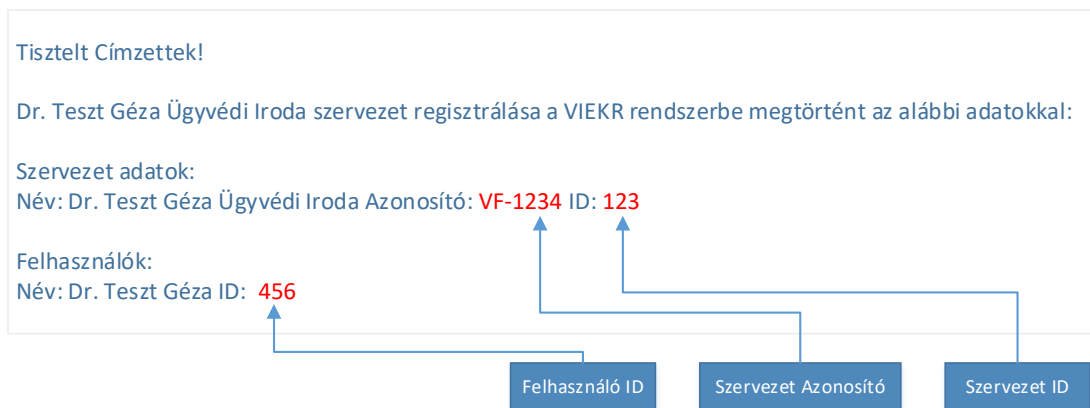 Tisztelt Címzettek!
Dr. Teszt Géza Ügyvédi Iroda szervezet regisztrálása a VIEKR rendszerbe megtörtént az alábbi adatokkal:
Szervezet adatok:
Név: Dr. Teszt Géza Ügyvédi Iroda Azonosító: VF-1234 ID: 123
Felhasználók:
Név: Dr. Teszt Géza ID: 456
Felhasználó ID
Szervezet Azonosító
Szervezet ID